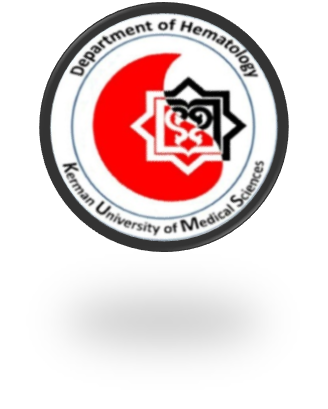 Department of Hematology
Kerman University of Medical Sciences